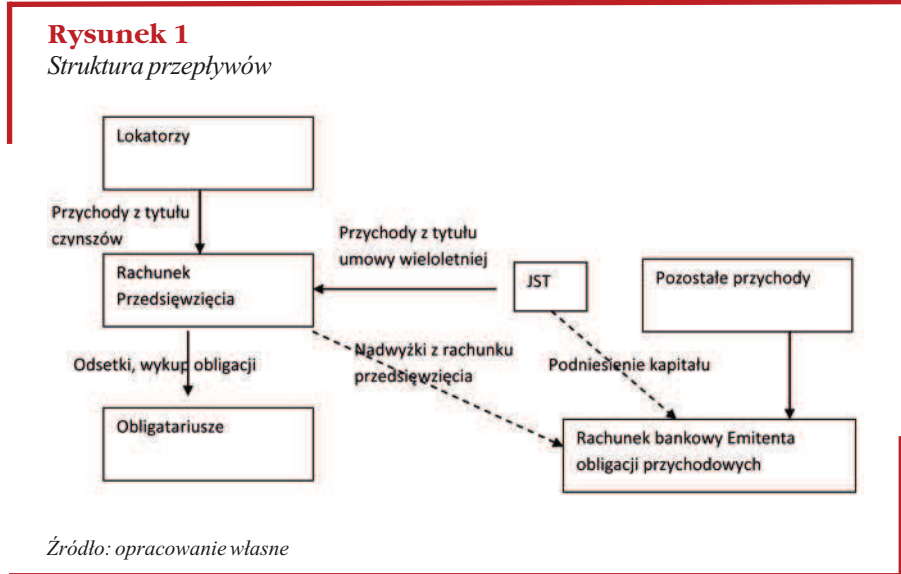 Rysunek 1
Struktura przepływów
Lokatorzy
Przychody z tytułu
czynszów
Przychody z tytułu
umowy wieloletniej
Rachunek
Przedsięwzięcia
JST
Pozostałe przychody
Odsetki, wykup obligacji
Nadwyżki z rachunku
przedsięwzięcia
Podniesienie kapitału
Obligatariusze
Rachunek bankowy Emitenta
obligacji przychodowych
Źródło: opracowanie własne